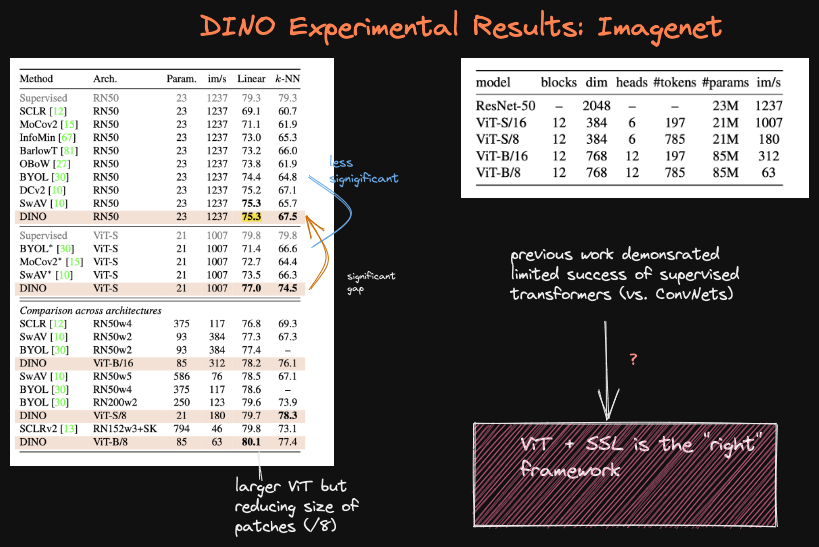 DINO Experimental Results: Imagenet
Method Arch. Param. im/s Linear k-NN
Supervised RN50 23 1237 79.3 79.3
SCLR [12] RN50 23 1237 69.1 60.7
MoCov2 [15] RN50 23 1237 71.1 61.9
InfoMin [67] RN50 23 1237 73.0 65.3
BarlowT [81] RN50 23 1237 73.2 66.0
OBoW [27] RN50 23 1237 73.8 61.9
BYOL [30] RN50 23 1237 74.4 64.8
DCv2 [10] RN50 23 1237 75.2 67.1
SwAV [10] RN50 23 1237 75.3 65.7
DINO RN50 23 1237 75.3 67.5
Supervised ViT-S 21 1007 79.8 79.8
BYOL* [30] ViT-S 21 1007 71.4 66.6
MoCov2* [15] ViT-S 21 1007 72.7 64.4
SwAV* [10] ViT-S 21 1007 73.5 66.3
DINO ViT-S 21 1007 77.0 74.5
Comparison across architectures
SCLR [12] RN50w4 375 117 76.8 69.3
SwAV [10] RN50w2 93 384 77.3 67.3
BYOL [30] RN50w2 93 384 77.4 –
DINO ViT-B/16 85 312 78.2 76.1
SwAV [10] RN50w5 586 76 78.5 67.1
BYOL [30] RN50w4 375 117 78.6 –
BYOL [30] RN200w2 250 123 79.6 73.9
DINO ViT-S/8 21 180 79.7 78.3
SCLRv2 [13] RN152w3+SK 794 46 79.8 73.1
DINO ViT-B/8 85 63 80.1 77.4
less
signigificant
significant
gap
larger ViT but
reducing size of
patches (/8)
model blocks dim heads #tokens #params im/s
ResNet-50 – 2048 – – 23M 1237
ViT-S/16 12 384 6 197 21M 1007
ViT-S/8 12 384 6 785 21M 180
ViT-B/16 12 768 12 197 85M 312
ViT-B/8 12 768 12 785 85M 63
previous work demonsrated
limited success of supervised
transformers (vs. ConvNets)
?
ViT + SSL is the "right"
framework